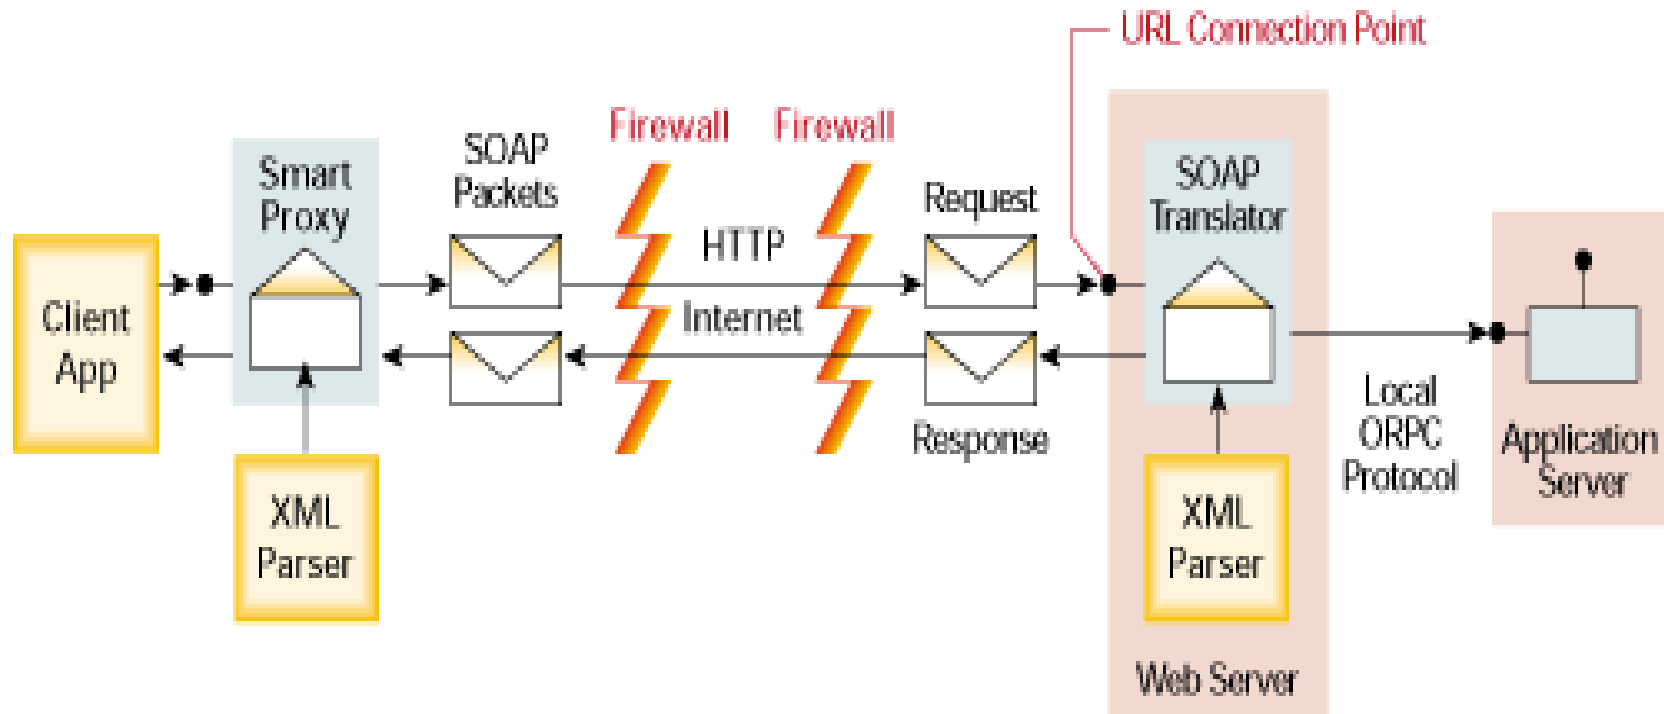 URL Connection Point
Firewall
Firewall
SOAP
Packets
Smart
Proxy
Request
SOAP
Translator
HTTP
Internet
Client
App
Response
Local
ORPC
Protocol
Application
Server
XML
Parser
XML
Parser
Web Server